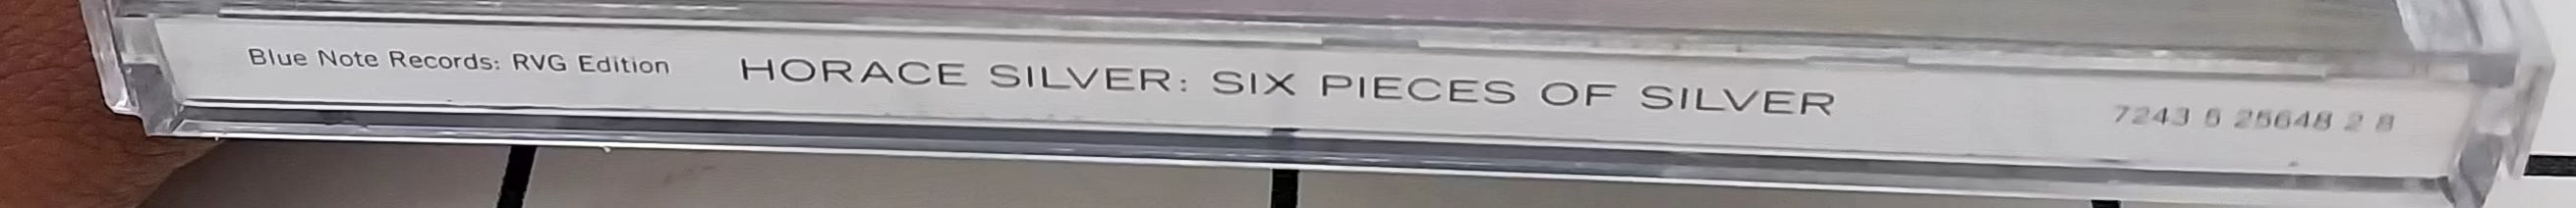 Blue Note Records: RVG Edition HORACE SILVER: SIX PIECES OF SILVER 7243 5 25648 2 8